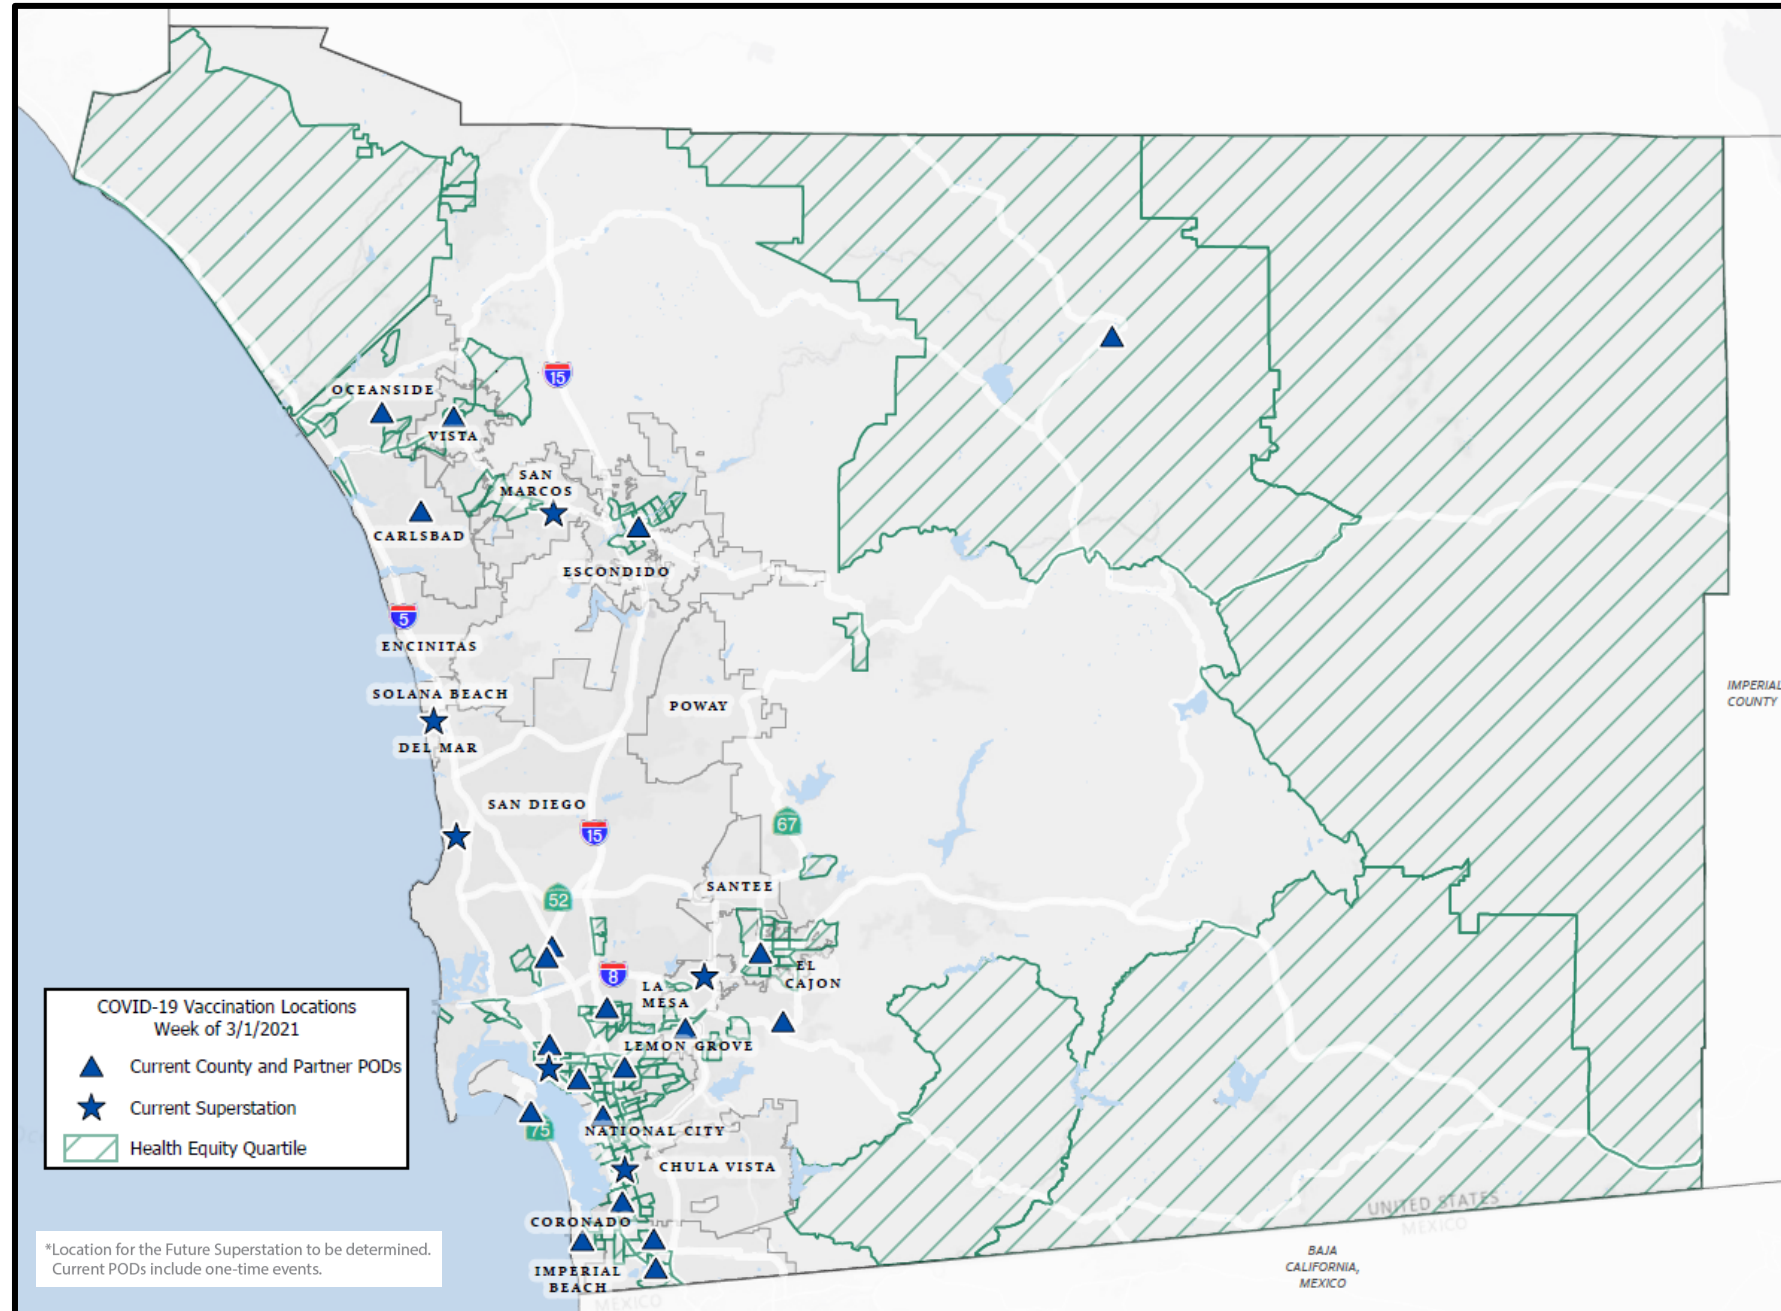 OCEANSIDE
VISTA
15
SAN
MARCOS
CARLSBAD
ESCONDIDO
5
ENCINITAS
SOLANA BEACH
DEL MAR
POWAY
IMPERIAL
COUNTY
SAN DIEGO
15
67
SANTEE
52
8
LA
MESA
EL
CAJON
LEMON GROVE
75
NATIONAL CITY
CHULA VISTA
CORONADO
IMPERIAL
BEACH
UNITED STATES
MEXICO
BAJA
CALIFORNIA,
MEXICO
MEXICO
COVID-19 Vaccination Locations
Week of 3/1/2021
Current County and Partner PODs
Current Superstation
Health Equity Quartile
*Location for the Future Superstation to be determined.
Current PODs include one-time events.